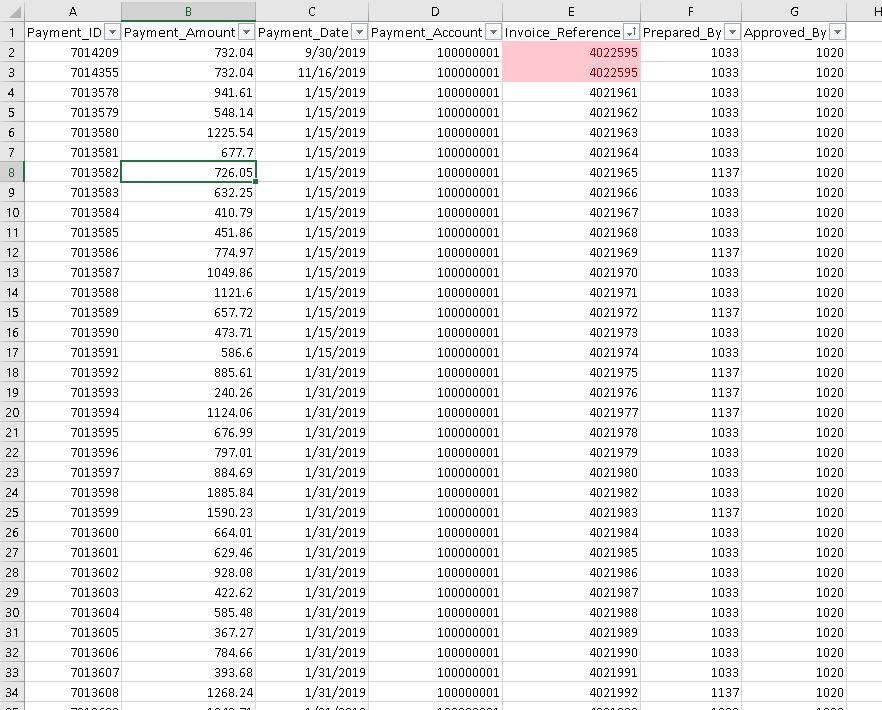 A B C D E F G H
1 Payment_ID Payment_Amount Payment_Date Payment_Account Invoice_Reference Prepared_By Approved_By
2 7014209 732.04 9/30/2019 100000001 4022595 1033 1020
3 7014355 732.04 11/16/2019 100000001 4022595 1033 1020
4 7013578 941.61 1/15/2019 100000001 4021961 1033 1020
5 7013579 548.14 1/15/2019 100000001 4021962 1033 1020
6 7013580 1225.54 1/15/2019 100000001 4021963 1033 1020
7 7013581 677.7 1/15/2019 100000001 4021964 1033 1020
8 7013582 726.05 1/15/2019 100000001 4021965 1137 1020
9 7013583 632.25 1/15/2019 100000001 4021966 1033 1020
10 7013584 410.79 1/15/2019 100000001 4021967 1033 1020
11 7013585 451.86 1/15/2019 100000001 4021968 1033 1020
12 7013586 774.97 1/15/2019 100000001 4021969 1137 1020
13 7013587 1049.86 1/15/2019 100000001 4021970 1033 1020
14 7013588 1121.6 1/15/2019 100000001 4021971 1033 1020
15 7013589 657.72 1/15/2019 100000001 4021972 1137 1020
16 7013590 473.71 1/15/2019 100000001 4021973 1033 1020
17 7013591 586.6 1/15/2019 100000001 4021974 1033 1020
18 7013592 885.61 1/31/2019 100000001 4021975 1137 1020
19 7013593 240.26 1/31/2019 100000001 4021976 1137 1020
20 7013594 1124.06 1/31/2019 100000001 4021977 1137 1020
21 7013595 676.99 1/31/2019 100000001 4021978 1033 1020
22 7013596 797.01 1/31/2019 100000001 4021979 1033 1020
23 7013597 884.69 1/31/2019 100000001 4021980 1033 1020
24 7013598 1885.84 1/31/2019 100000001 4021982 1033 1020
25 7013599 1590.23 1/31/2019 100000001 4021983 1137 1020
26 7013600 664.01 1/31/2019 100000001 4021984 1033 1020
27 7013601 629.46 1/31/2019 100000001 4021985 1033 1020
28 7013602 928.08 1/31/2019 100000001 4021986 1033 1020
29 7013603 422.62 1/31/2019 100000001 4021987 1033 1020
30 7013604 585.48 1/31/2019 100000001 4021988 1033 1020
31 7013605 367.27 1/31/2019 100000001 4021989 1033 1020
32 7013606 784.66 1/31/2019 100000001 4021990 1033 1020
33 7013607 393.68 1/31/2019 100000001 4021991 1033 1020
34 7013608 1268.24 1/31/2019 100000001 4021992 1137 1020